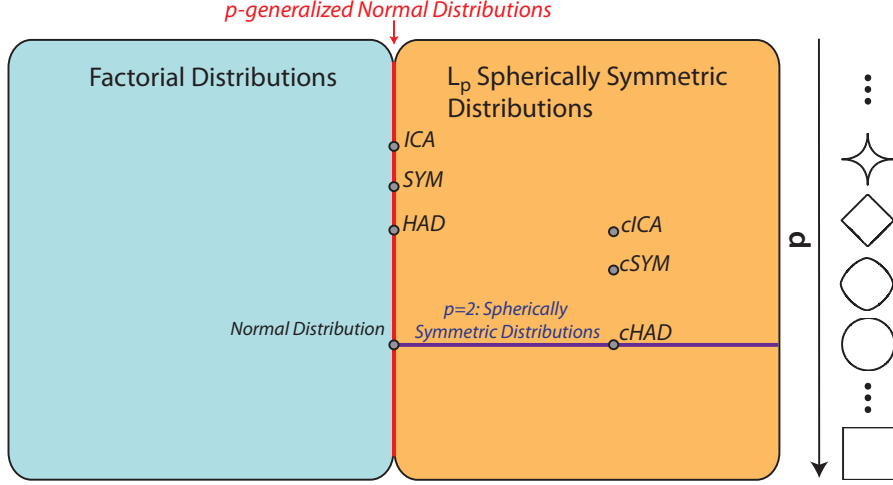 p-generalized Normal Distributions
Factorial Distributions
Lp Spherically Symmetric
Distributions
ICA
SYM
HAD
cICA
cSYM
p=2: Spherically
Symmetric Distributions
Normal Distribution
cHAD
p